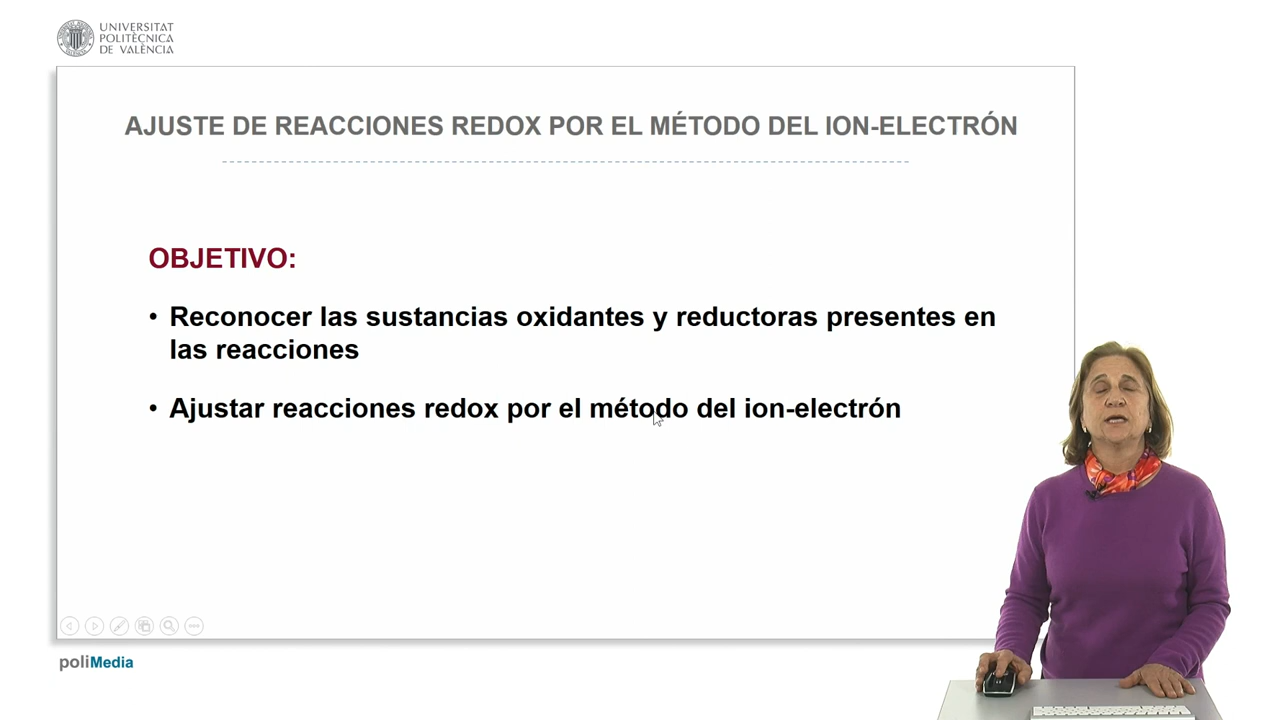 UNIVERSITAT
POLITÈCNICA
DE VALÈNCIA
AJUSTE DE REACCIONES REDOX POR EL MÉTODO DEL ION-ELECTRÓN
OBJETIVO:
• Reconocer las sustancias oxidantes y reductoras presentes en
las reacciones
• Ajustar reacciones redox por el método del ion-electrón
poliMedia